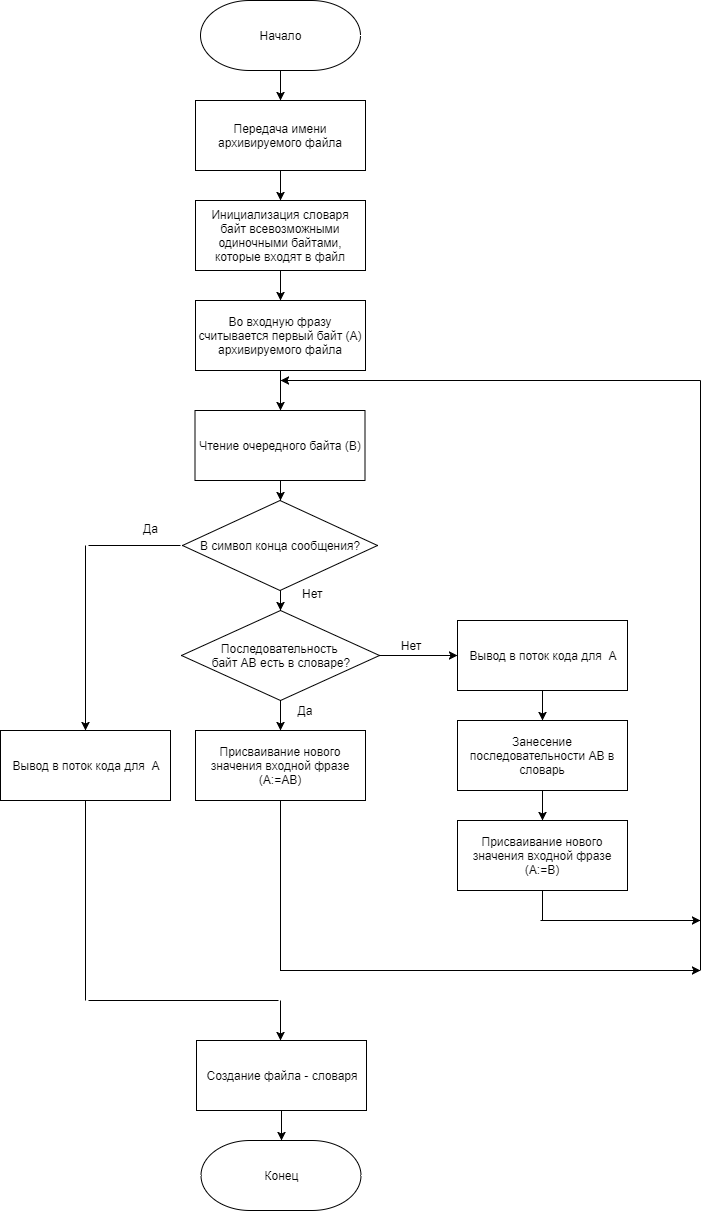 Начало
Передача имени
архивируемого файла
Инициализация словаря
байт всевозможными
одиночными байтами,
которые входят в файл
Во входную фразу
считывается первый байт (А)
архивируемого файла
Чтение очередного байта (В)
Да
В символ конца сообщения?
Нет
Последовательность
байт АВ есть в словаре?
Нет
Вывод в поток кода для А
Да
Вывод в поток кода для А
Присваивание нового
значения входной фразе
(А:=АВ)
Занесение
последовательности АВ в
словарь
Присваивание нового
значения входной фразе
(А:=В)
Создание файла - словаря
Конец